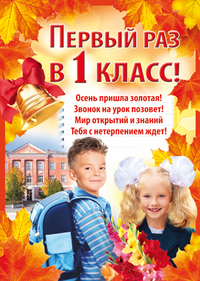 ПЕРВЫЙ РАЗ
В 1 КЛАСС!
Осень пришла золотая!
Звонок на урок позовет!
Мир открытий и знаний
Тебя с нетерпением ждет!